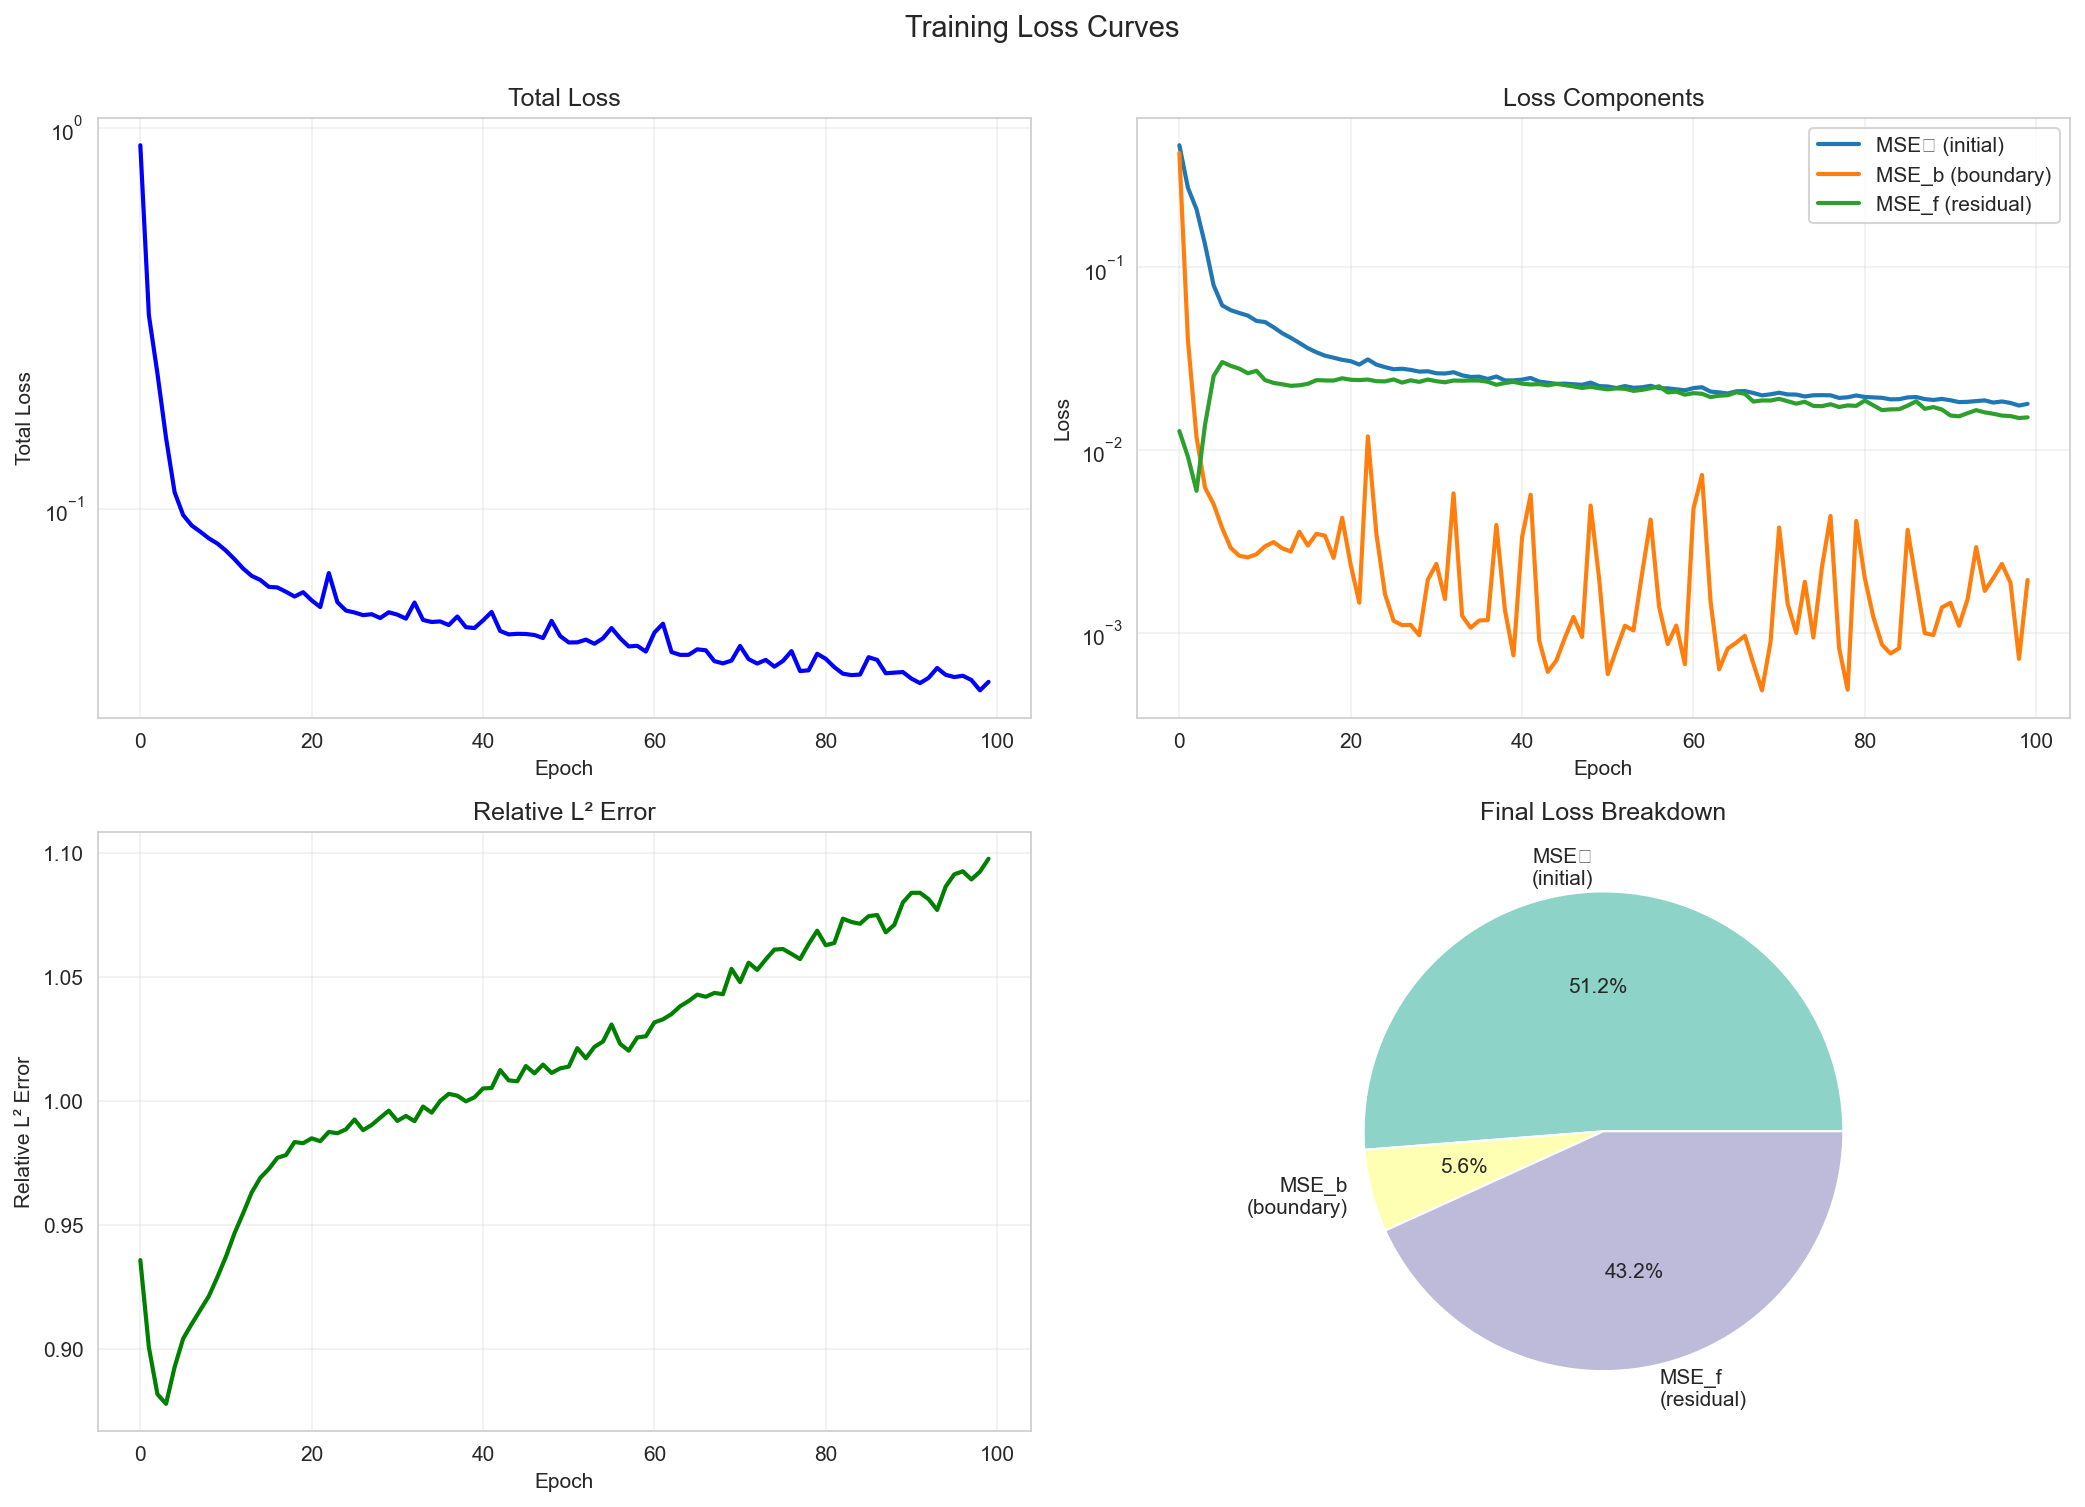 Training Loss Curves
Total Loss
10⁰
10⁻¹
Total Loss
0 20 40 60 80 100
Epoch
Loss Components
MSE□ (initial)
MSE_b (boundary)
MSE_f (residual)
10⁻¹
10⁻²
10⁻³
Loss
0 20 40 60 80 100
Epoch
Relative L² Error
1.10
1.05
1.00
0.95
0.90
Relative L² Error
0 20 40 60 80 100
Epoch
Final Loss Breakdown
MSE□
(initial)
51.2%
5.6%
MSE_b
(boundary)
43.2%
MSE_f
(residual)